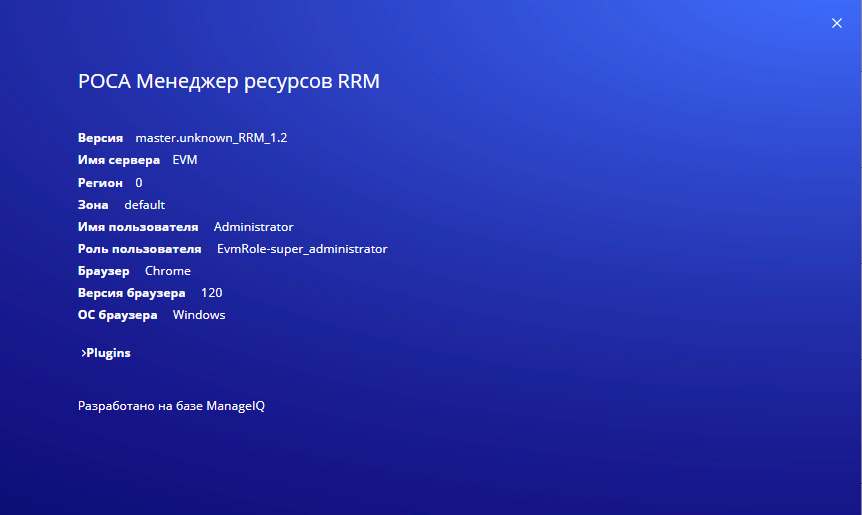 РОСА Менеджер ресурсов RRM
Версия master.unknown_RRM_1.2
Имя сервера EVM
Регион 0
Зона default
Имя пользователя Administrator
Роль пользователя EvmRole-super_administrator
Браузер Chrome
Версия браузера 120
ОС браузера Windows
›Plugins
Разработано на базе ManageIQ